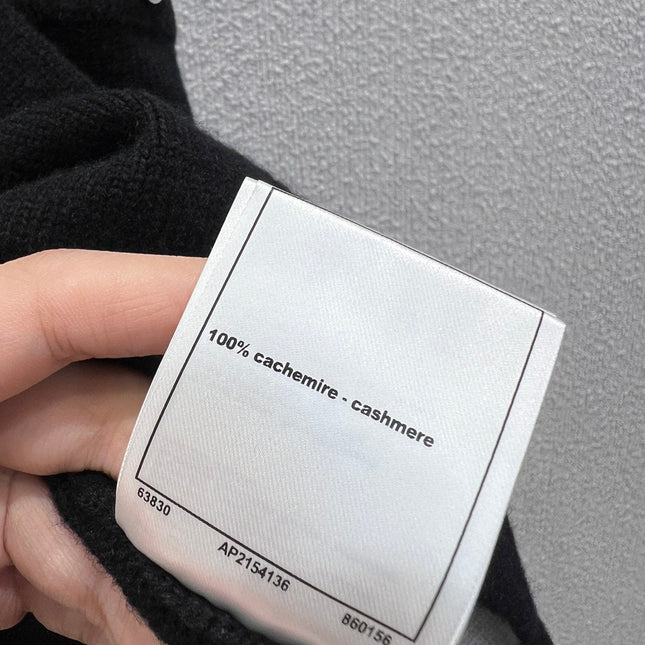 100% cachemire - cashmere
63830
AP2154136
860156